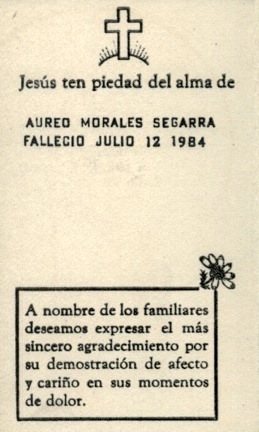 Jesús ten piedad del alma de
AUREO MORALES SEGARRA
FALLECIO JULIO 12 1984
A nombre de los familiares
deseamos expresar el más
sincero agradecimiento por
su demostración de afecto
y cariño en sus momentos
de dolor.